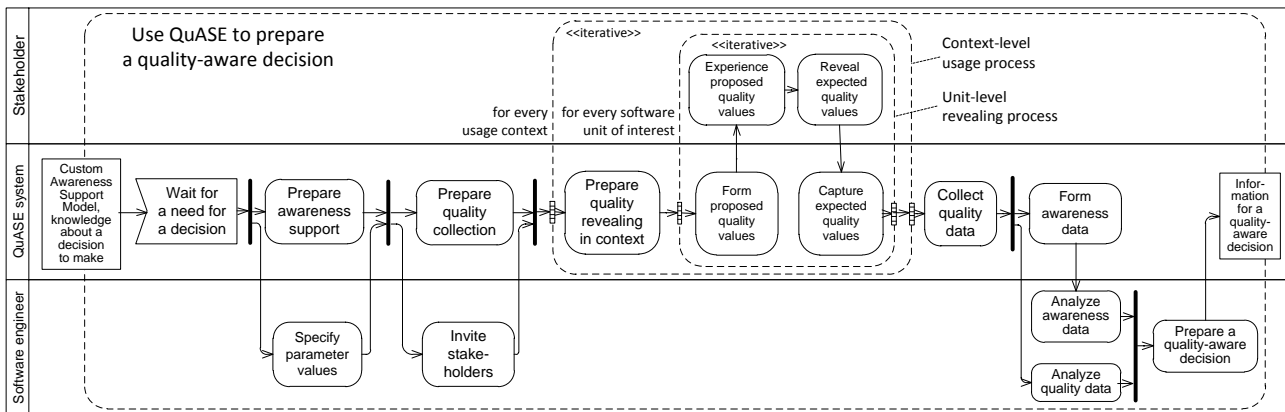 Stakeholder
Use QuASE to prepare
a quality-aware decision
<<iterative>>
<<iterative>>
Experience
proposed
quality
values
Reveal
expected
quality
values
Context-level
usage process
Unit-level
revealing process
for every
usage context
for every software
unit of interest
QuASE system
Custom
Awareness
Support
Model,
knowledge
about a
decision
to make
Wait for
a need for
a decision
Prepare
awareness
support
Prepare
quality
collection
Prepare
quality
revealing
in context
Form
proposed
quality
values
Capture
expected
quality
values
Collect
quality
data
Form
awareness
data
Infor-
mation
for a
quality-
aware
decision
Software engineer
Specify
parameter
values
Invite
stake-
holders
Analyze
awareness
data
Analyze
quality data
Prepare a
quality-aware
decision